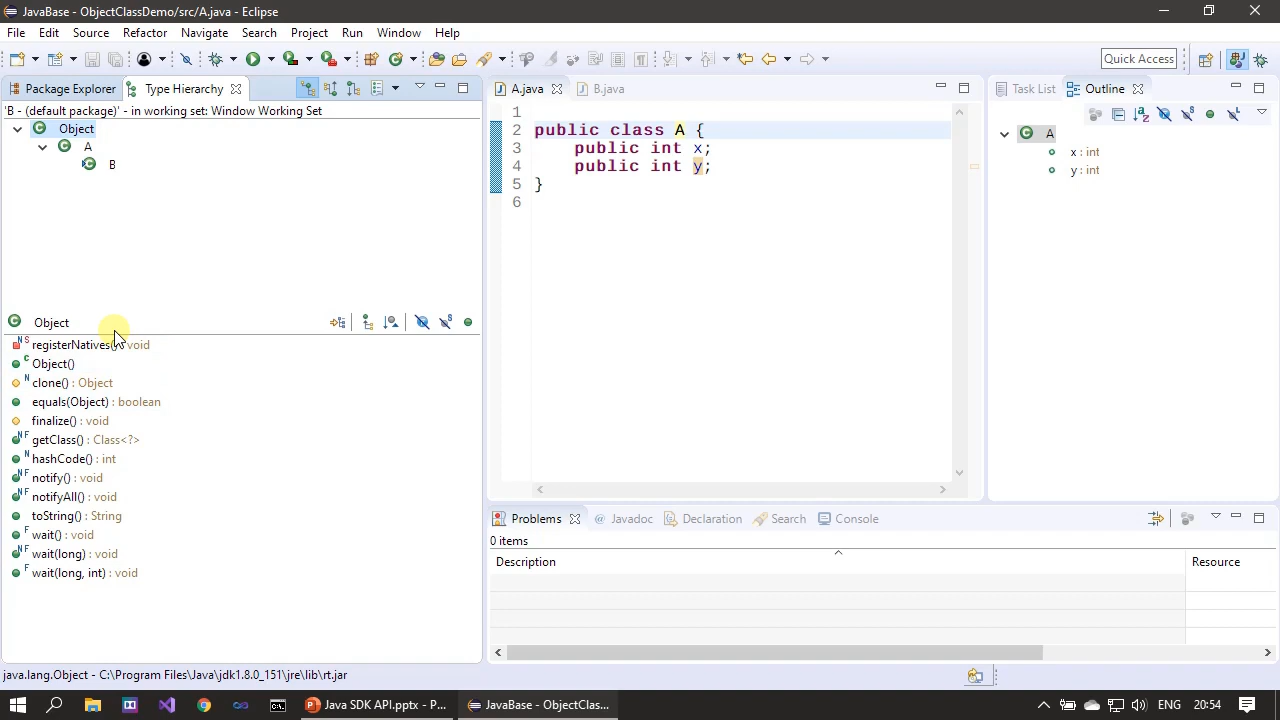 JavaBase - ObjectClassDemo/src/A.java - Eclipse
File Edit Source Refactor Navigate Search Project Run Window Help
Quick Access
Package Explorer Type Hierarchy
A.java B.java
Task List Outline
'B - (default package)' - in working set: Window Working Set
Object
A
B
1
2 public class A {
3 public int x;
4 public int y;
5 }
6
A
x : int
y : int
Object
registerNatives() : void
Object()
clone() : Object
equals(Object) : boolean
finalize() : void
getClass() : Class<?>
hashCode() : int
notify() : void
notifyAll() : void
toString() : String
wait() : void
wait(long) : void
wait(long, int) : void
Problems @ Javadoc Declaration Search Console
0 items
Description Resource
java.lang.Object - C:\Program Files\Java\jdk1.8.0_151\jre\lib\rt.jar
Java SDK API.pptx - P... JavaBase - ObjectClas... ENG 20:54